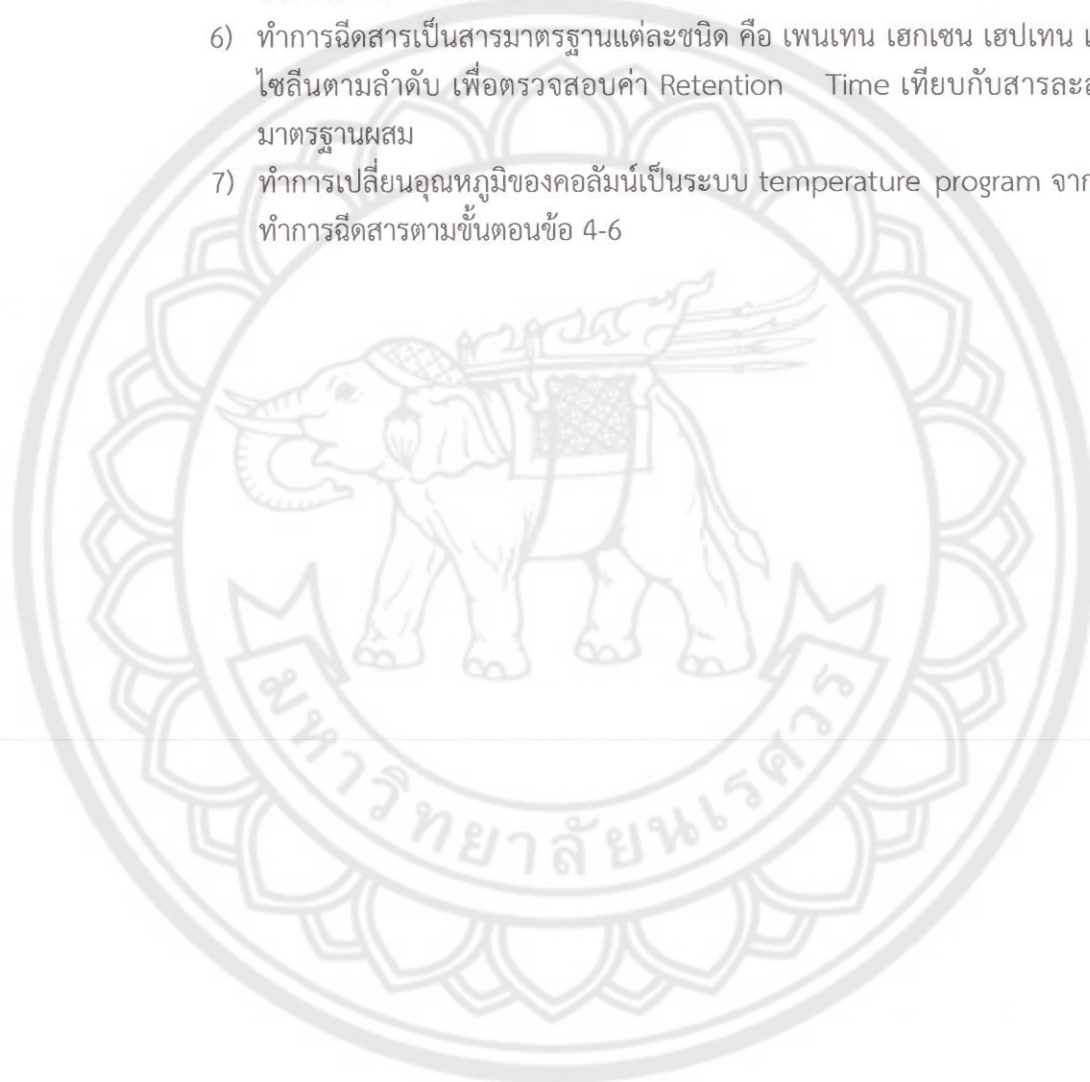 6) ทำการฉีดสารเป็นสารมาตรฐานแต่ละชนิด คือ เพนเทน เฮกเซน เฮปเทน
ไซลีนตามลำดับ เพื่อตรวจสอบค่า Retention Time เทียบกับสารละ
มาตรฐานผสม
7) ทำการเปลี่ยนอุณหภูมิของคอลัมน์เป็นระบบ temperature program จาก
ทำการฉีดสารตามขั้นตอนข้อ 4-6
มหาวิทยาลัยนเรศวร